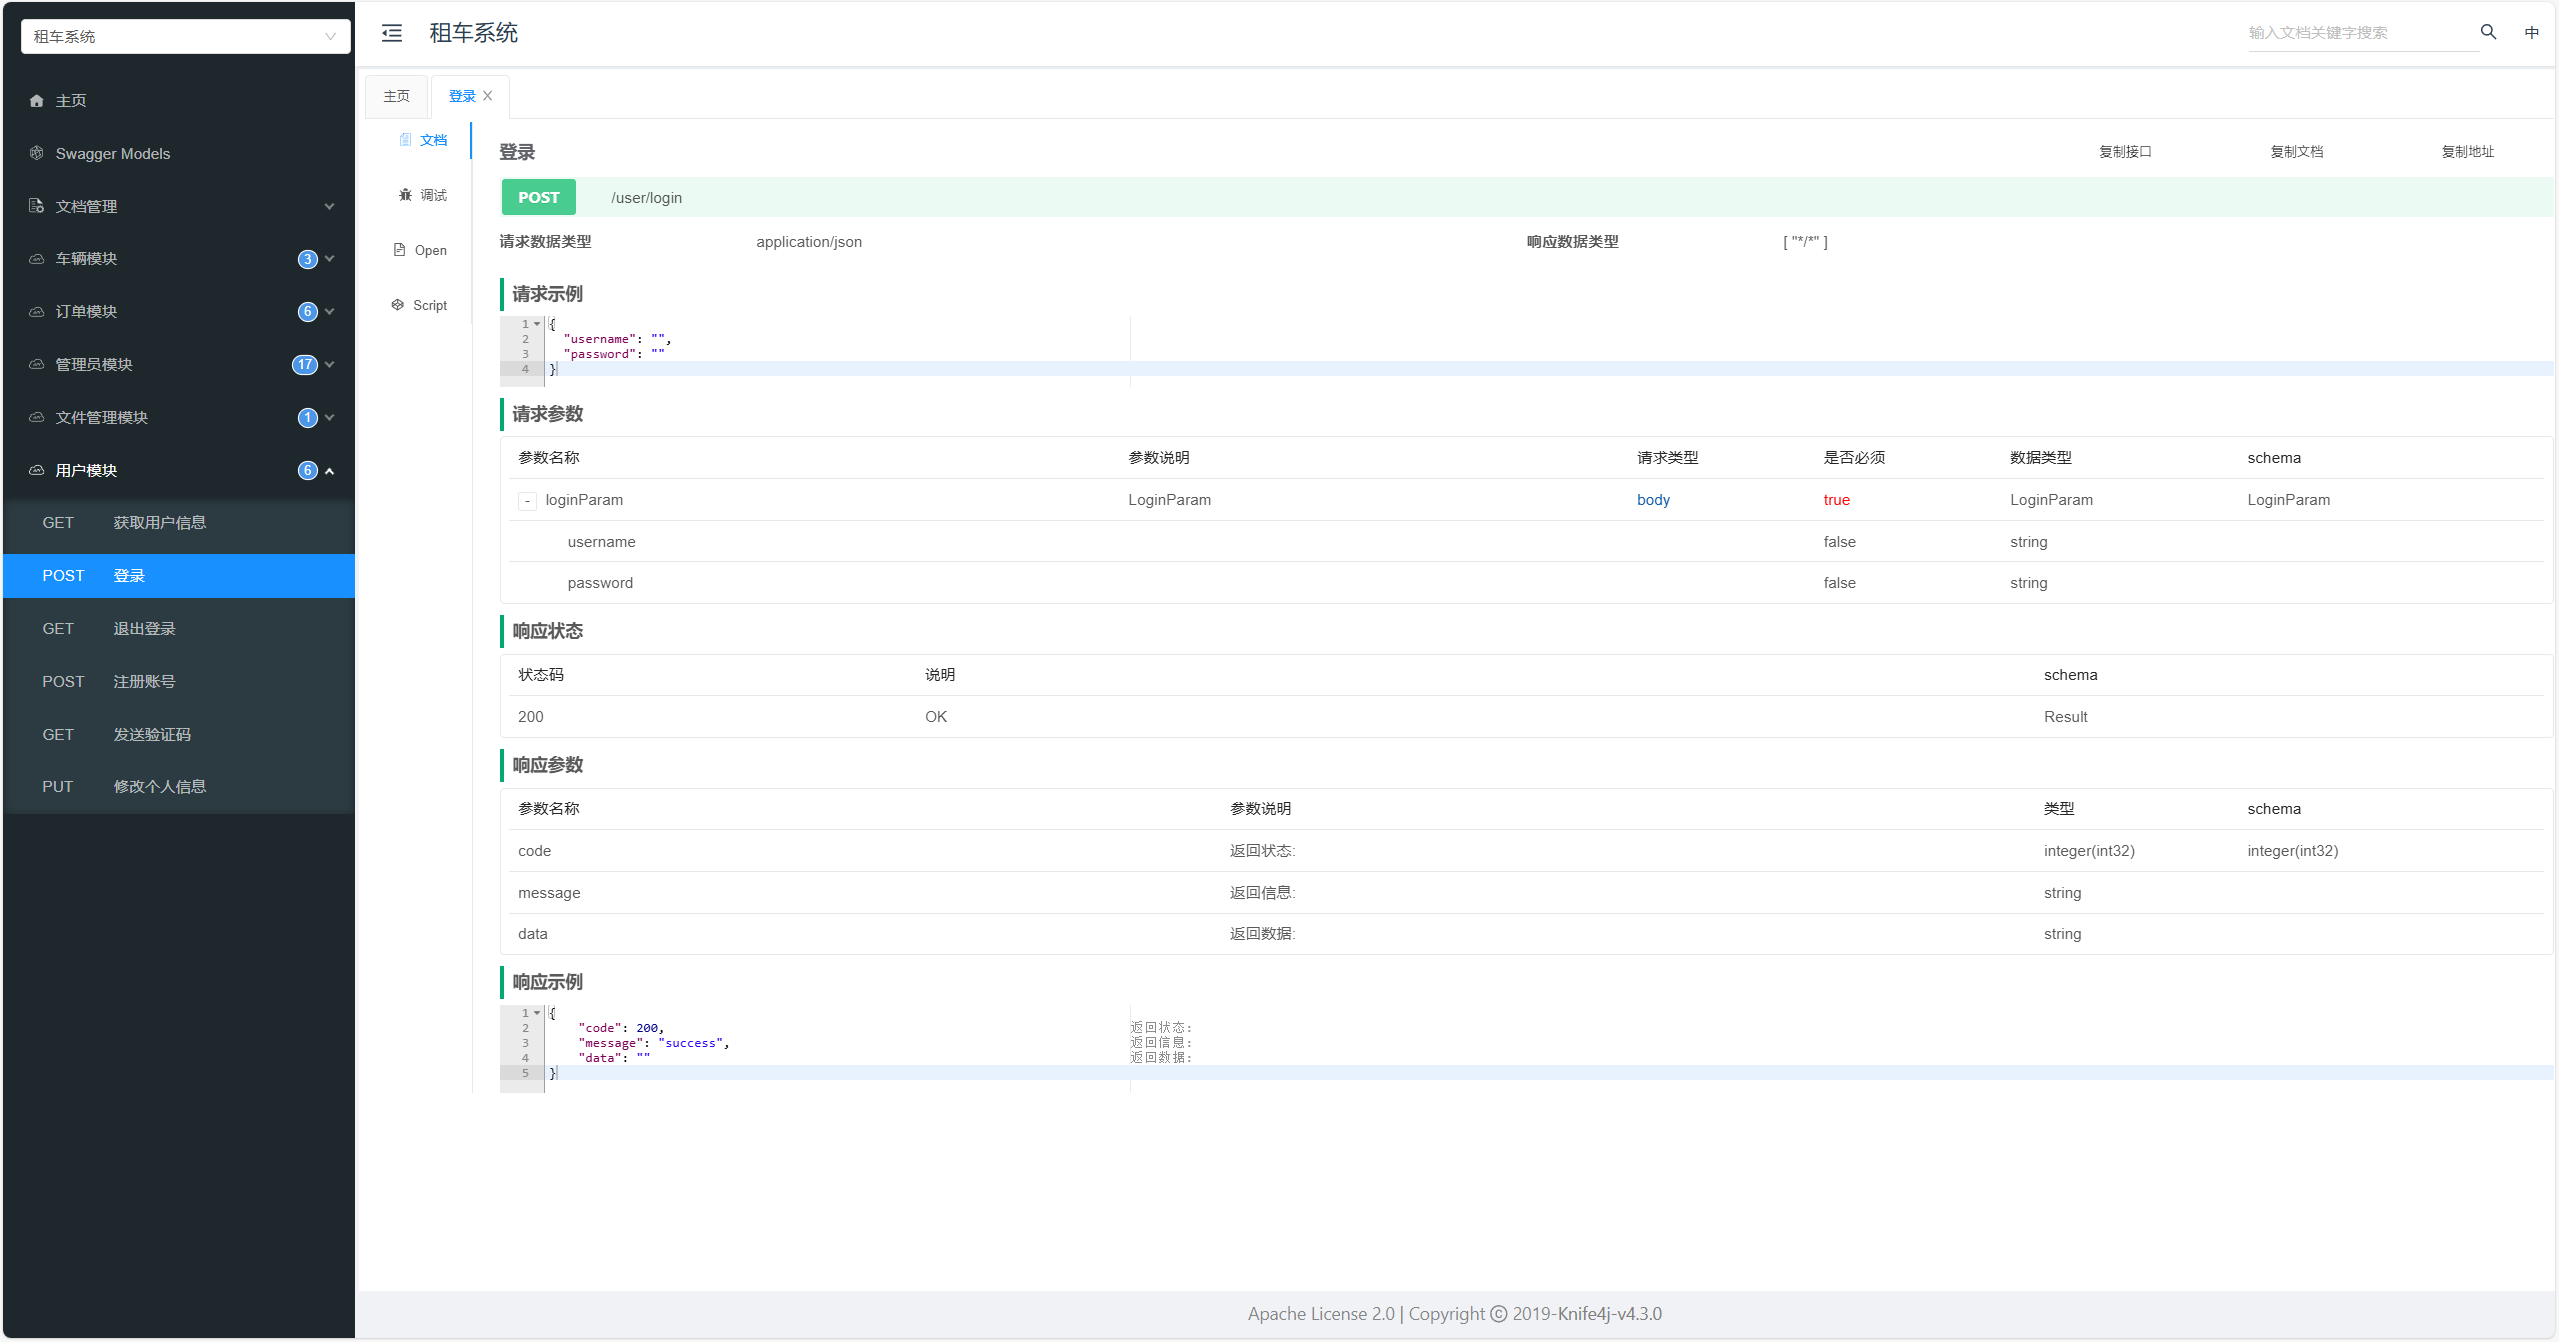 租车系统
主页
Swagger Models
文档管理
车辆模块 3
订单模块 6
管理员模块 17
文件管理模块 1
用户模块 6
GET 获取用户信息
POST 登录
GET 退出登录
POST 注册账号
GET 发送验证码
PUT 修改个人信息
租车系统
输入文档关键字搜索
中
主页 登录
文档
调试
Open
Script
登录 复制接口 复制文档 复制地址
POST /user/login
请求数据类型 application/json 响应数据类型 [ "*/*" ]
请求示例
1 {
2 "username": "",
3 "password": ""
4 }
请求参数
参数名称 参数说明 请求类型 是否必须 数据类型 schema
- loginParam LoginParam body true LoginParam LoginParam
username false string
password false string
响应状态
状态码 说明 schema
200 OK Result
响应参数
参数名称 参数说明 类型 schema
code 返回状态: integer(int32) integer(int32)
message 返回信息: string
data 返回数据: string
响应示例
1 {
2 "code": 200, 返回状态:
3 "message": "success", 返回信息:
4 "data": "" 返回数据:
5 }
Apache License 2.0 | Copyright © 2019-Knife4j-v4.3.0